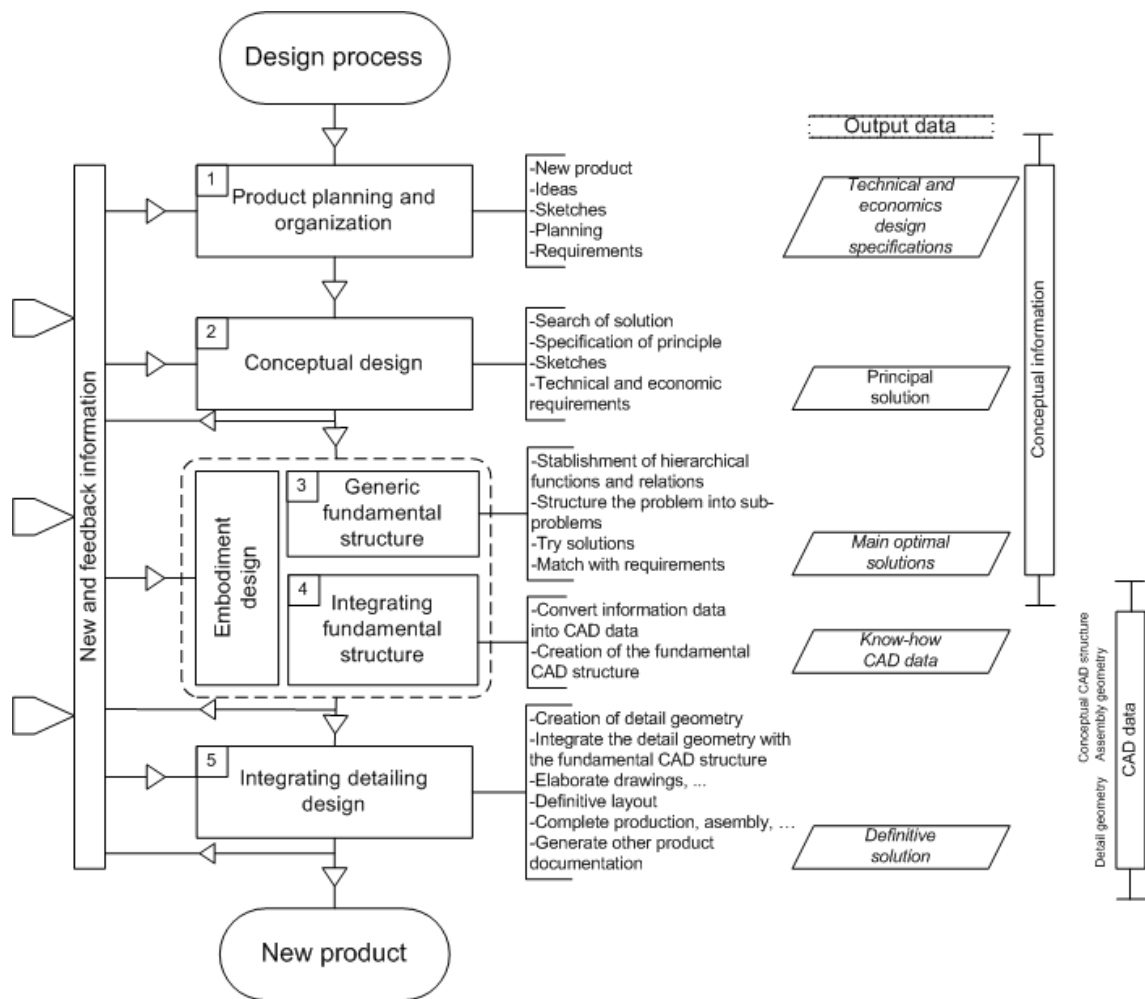 Design process
Output data
1
Product planning and
organization
-New product
-Ideas
-Sketches
-Planning
-Requirements
Technical and
economics
design
specifications
2
Conceptual design
-Search of solution
-Specification of principle
-Sketches
-Technical and economic
requirements
Principal
solution
Conceptual information
New and feedback information
Embodiment
design
3
Generic
fundamental
structure
-Stablishment of hierarchical
functions and relations
-Structure the problem into sub-
problems
-Try solutions
-Match with requirements
Main optimal
solutions
4
Integrating
fundamental
structure
-Convert information data
into CAD data
-Creation of the fundamental
CAD structure
Know-how
CAD data
5
Integrating detailing
design
-Creation of detail geometry
-Integrate the detail geometry with
the fundamental CAD structure
-Elaborate drawings, ...
-Definitive layout
-Complete production, asembly, ...
-Generate other product
documentation
Definitive
solution
Conceptual CAD structure
Detail geometry Assembly geometry
CAD data
New product